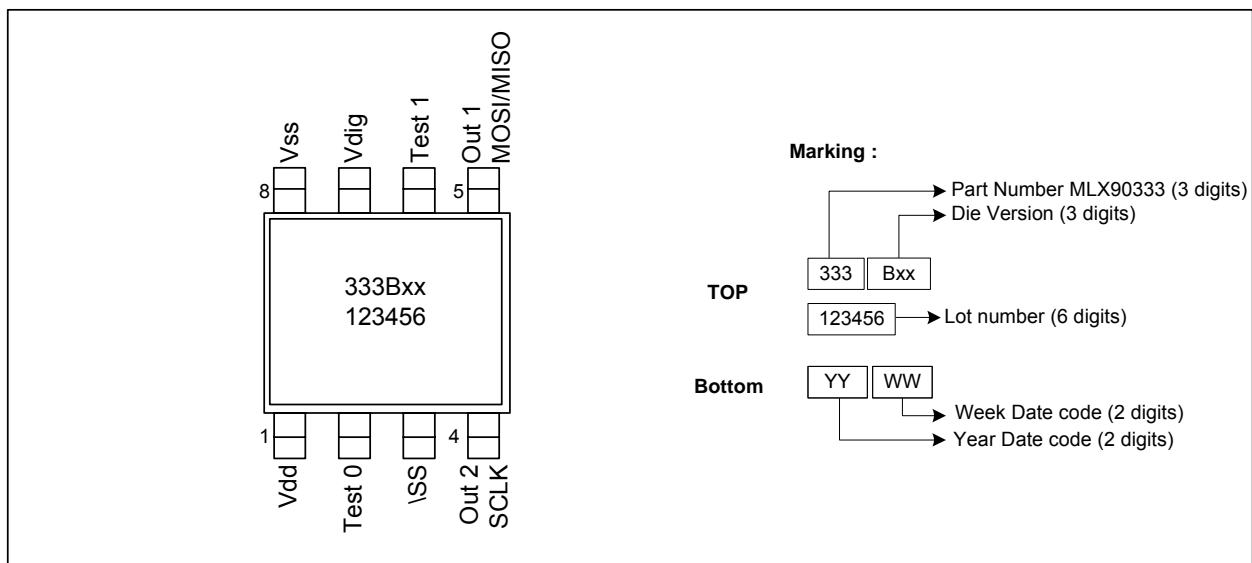 Vss
Vdig
Test 1
Out 1
MOSI/MISO
8
5
333Bxx
123456
1
4
Vdd
Test 0
\SS
Out 2
SCLK
Marking :
Part Number MLX90333 (3 digits)
Die Version (3 digits)
333 Bxx
TOP
123456 Lot number (6 digits)
Bottom YY WW
Week Date code (2 digits)
Year Date code (2 digits)